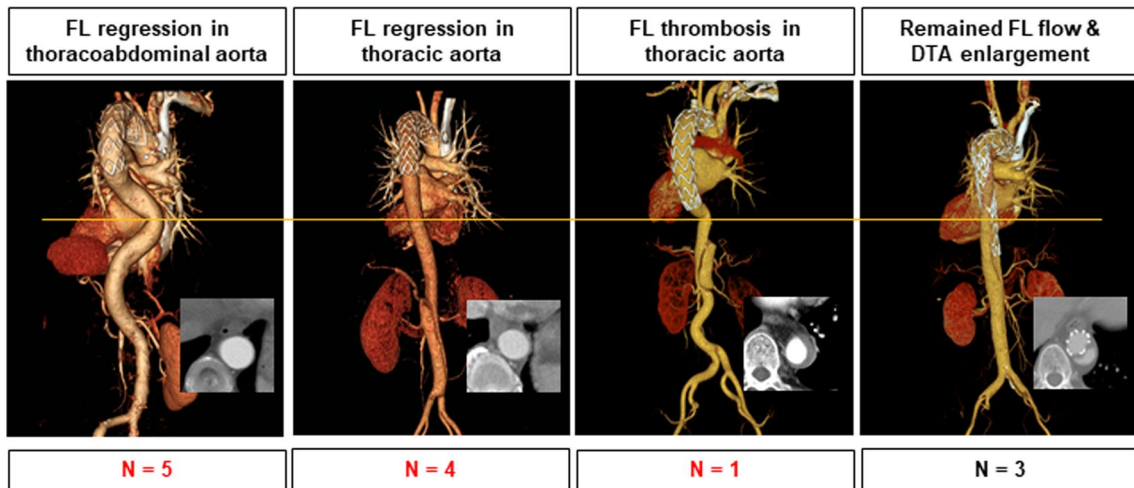 FL regression in
thoracoabdominal aorta
FL regression in
thoracic aorta
FL thrombosis in
thoracic aorta
Remained FL flow &
DTA enlargement
N = 5
N = 4
N = 1
N = 3